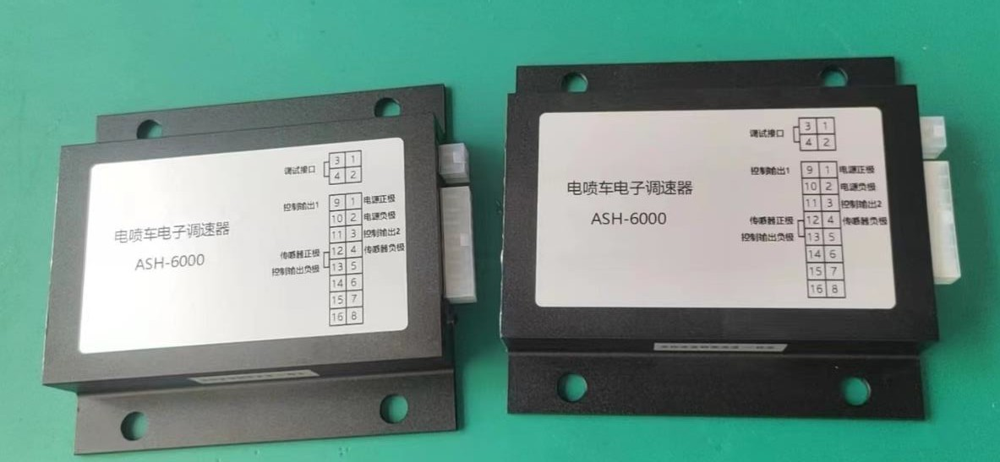 电喷车电子调速器
ASH-6000
调试接口
3 1
4 2
控制输出1 9 1 电源正极
10 2 电源负极
11 3 控制输出2
传感器正极 12 4 传感器负极
控制输出负极 13 5
14 6
15 7
16 8
电喷车电子调速器
ASH-6000
调试接口
3 1
4 2
控制输出1 9 1 电源正极
10 2 电源负极
11 3 控制输出2
传感器正极 12 4 传感器负极
控制输出负极 13 5
14 6
15 7
16 8